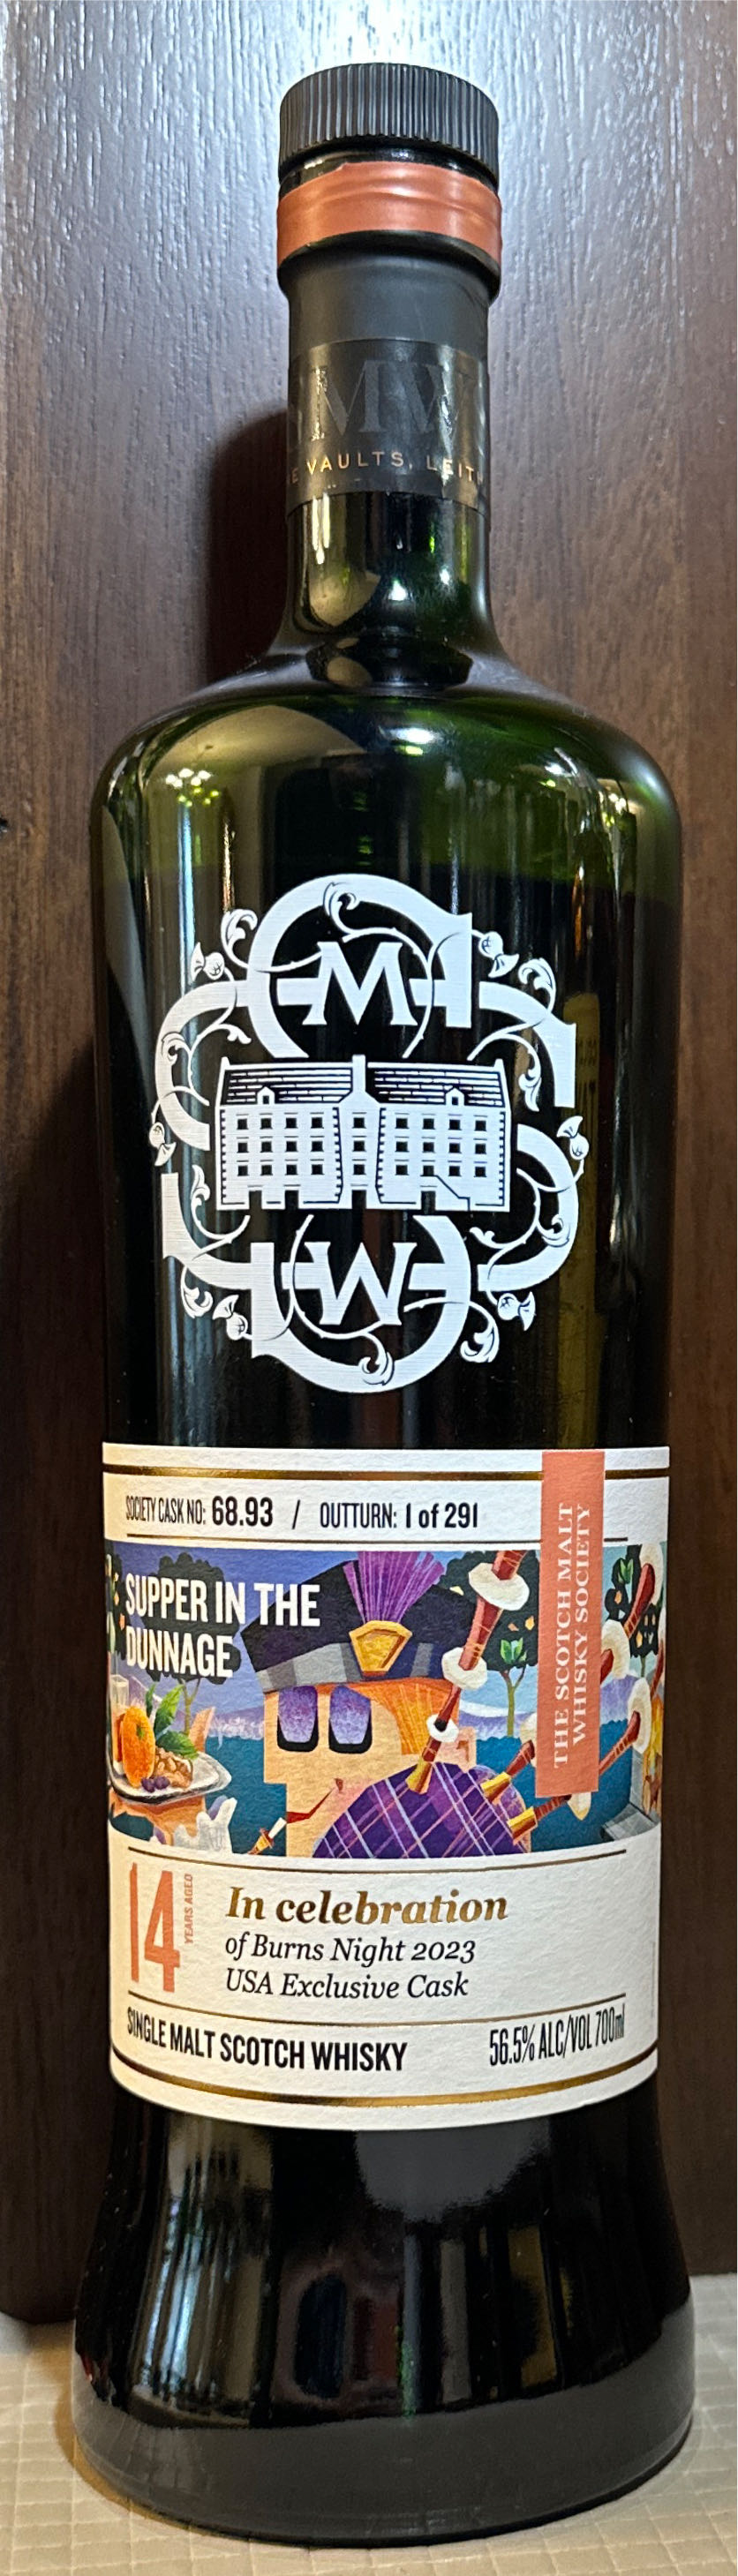 SMWS
THE VAULTS, LEITH
M
W
SOCIETY CASK NO: 68.93 / OUTTURN: 1 of 291
SUPPER IN THE
DUNNAGE
THE SCOTCH MALT
WHISKY SOCIETY
14
YEARS AGED
In celebration
of Burns Night 2023
USA Exclusive Cask
SINGLE MALT SCOTCH WHISKY
56.5% ALC/VOL 700ml